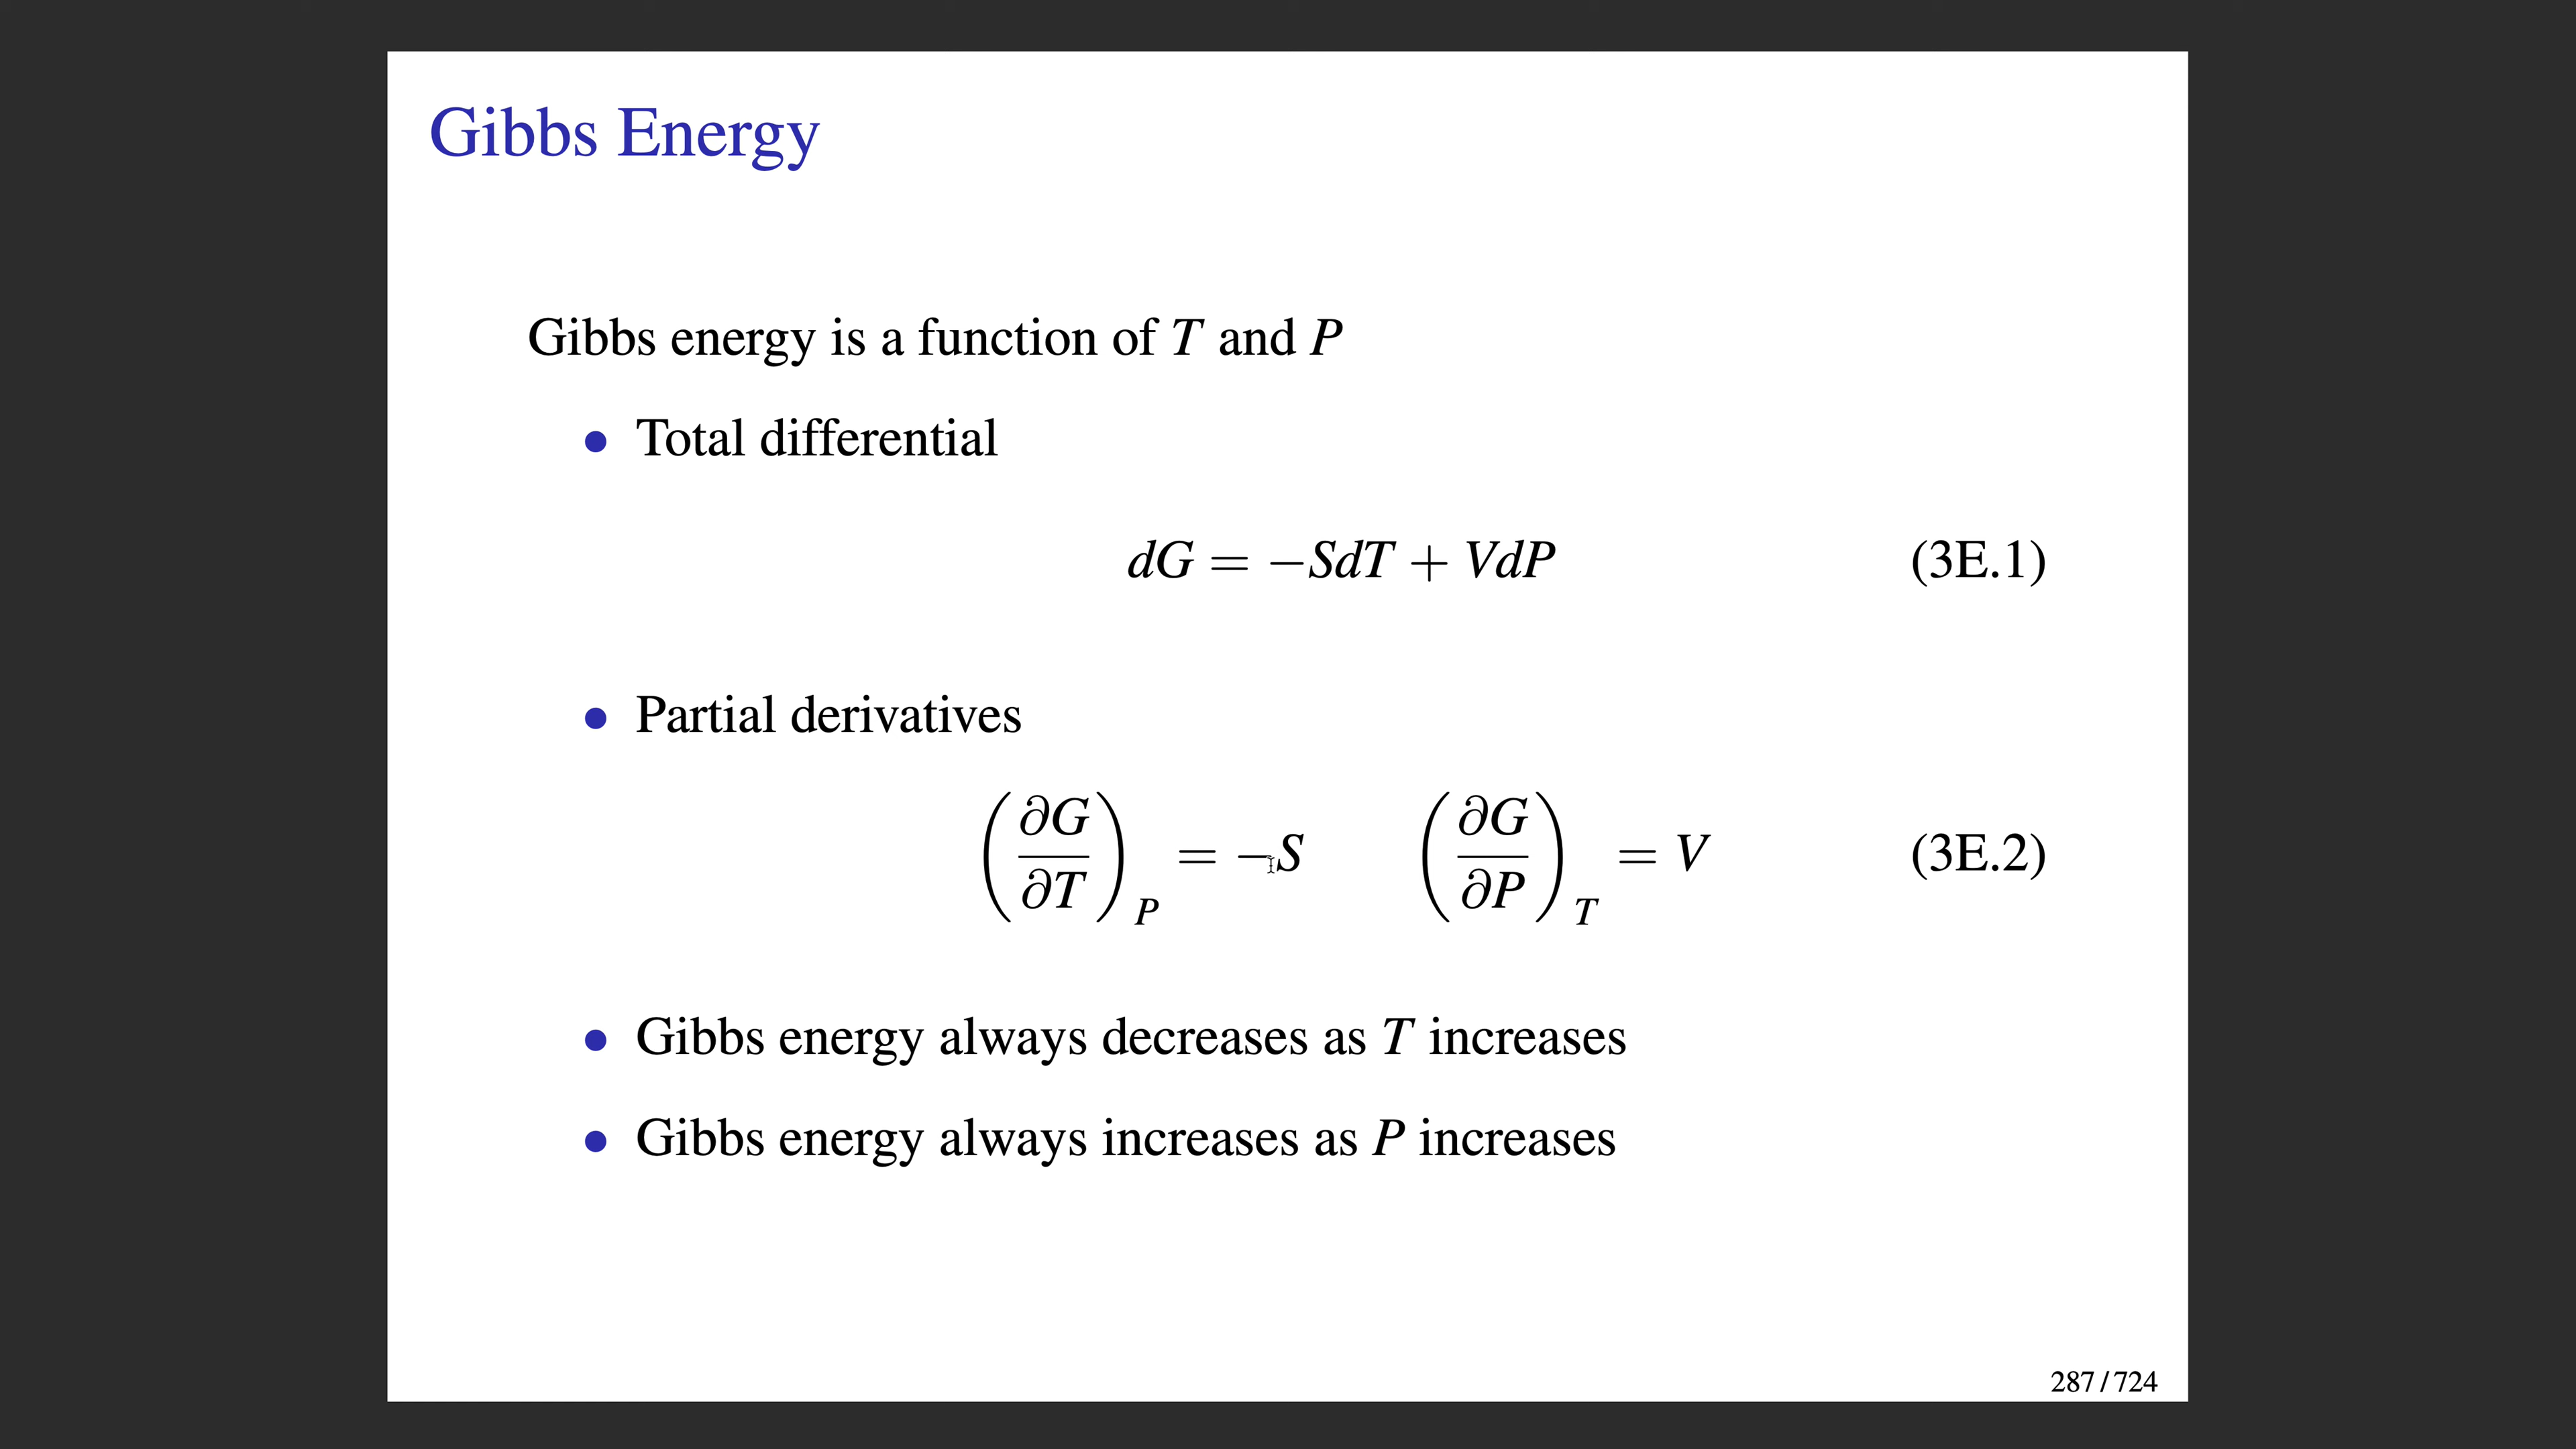 Gibbs Energy
Gibbs energy is a function of T and P
• Total differential
dG = −SdT + VdP (3E.1)
• Partial derivatives
(∂G/∂T)_P = −S (∂G/∂P)_T = V (3E.2)
• Gibbs energy always decreases as T increases
• Gibbs energy always increases as P increases
287 / 724